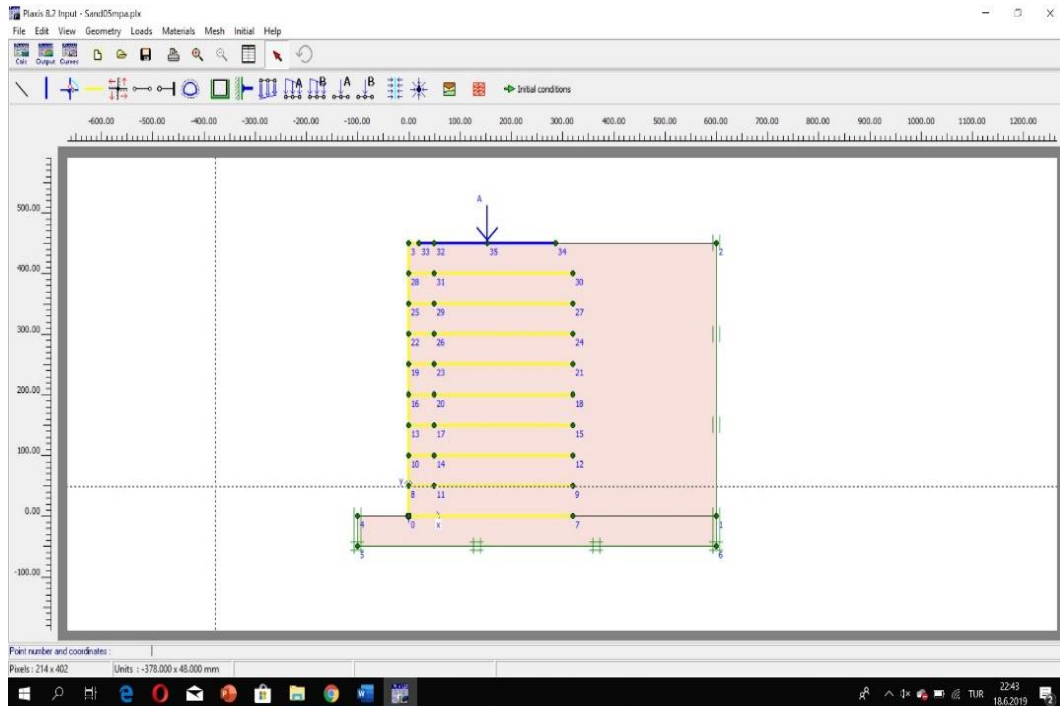 Plaxis 8.2 Input - Sand05mpa.plx
File Edit View Geometry Loads Materials Mesh Initial Help
Calc Output Curves
A B A B Initial conditions
-600.00 -500.00 -400.00 -300.00 -200.00 -100.00 0.00 100.00 200.00 300.00 400.00 500.00 600.00 700.00 800.00 900.00 1000.00 1100.00 1200.00
A
500.00
3 33 32 35 34 2
400.00
28 31 30
25 29 27
300.00
22 26 24
19 23 21
200.00
16 20 18
13 17 15
100.00
10 14 12
Y
8 11 9
0.00
4 0 x 7 1
5 6
-100.00
Point number and coordinates :
Pixels : 214 x 402 Units : -378.000 x 48.000 mm
TUR 22:43
18.6.2019